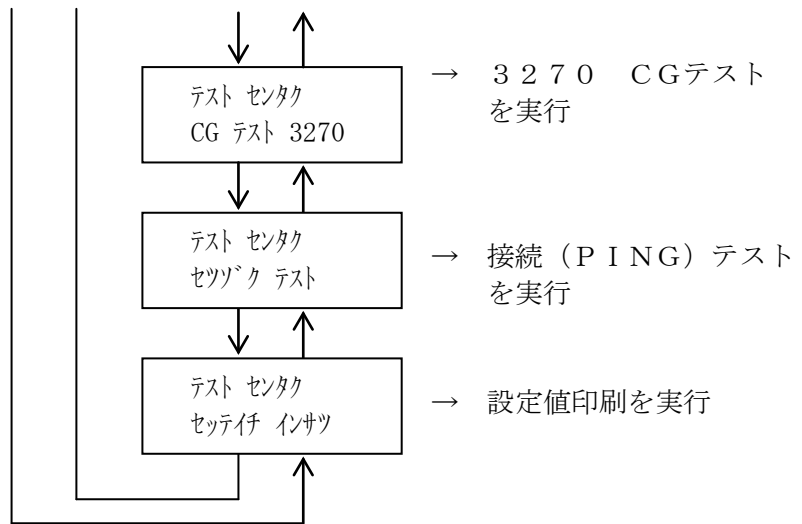 ﾃｽﾄ ｾﾝﾀｸ
CG ﾃｽﾄ 3270
→ ３２７０　ＣＧテスト
を実行
ﾃｽﾄ ｾﾝﾀｸ
ｾﾂｿﾞｸ ﾃｽﾄ
→ 接続（ＰＩＮＧ）テスト
を実行
ﾃｽﾄ ｾﾝﾀｸ
ｾｯﾃｲﾁ ｲﾝｻﾂ
→ 設定値印刷を実行